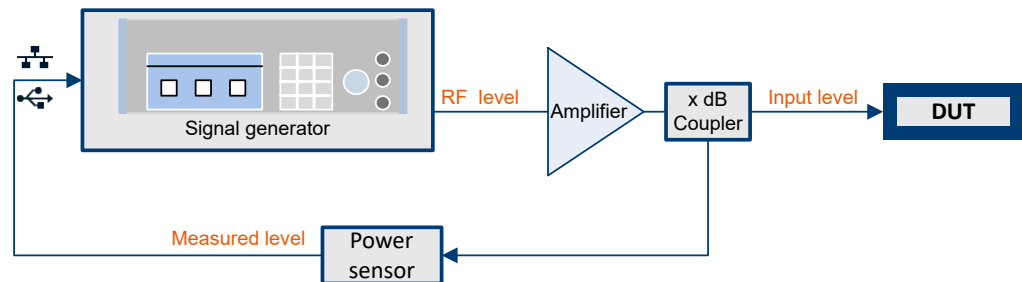 Signal generator
RF level
Amplifier
x dB
Coupler
Input level
DUT
Measured level
Power
sensor